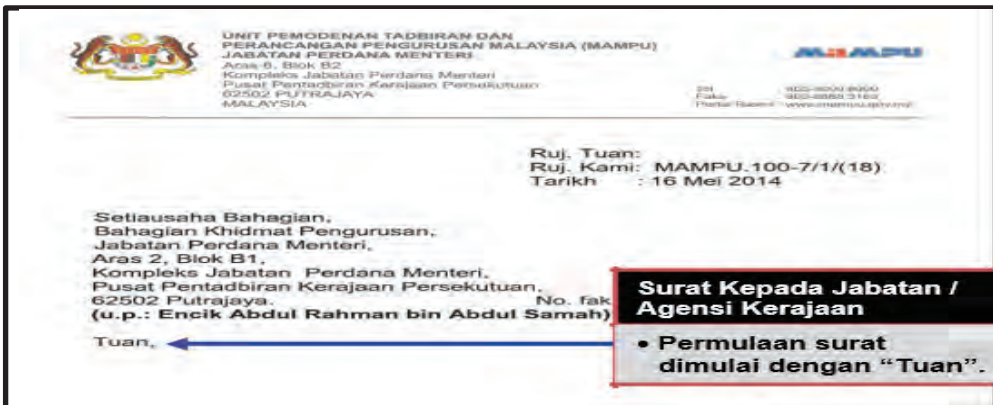 UNIT PEMODENAN TADBIRAN DAN
PERANCANGAN PENGURUSAN MALAYSIA (MAMPU)
JABATAN PERDANA MENTERI
Aras 6, Blok B2
Kompleks Jabatan Perdana Menteri
Pusat Pentadbiran Kerajaan Persekutuan
62502 PUTRAJAYA
MALAYSIA
MAMPU
Ruj. Tuan:
Ruj. Kami: MAMPU.100-7/1/(18)
Tarikh : 16 Mei 2014
Setiausaha Bahagian,
Bahagian Khidmat Pengurusan,
Jabatan Perdana Menteri,
Aras 2, Blok B1,
Kompleks Jabatan Perdana Menteri,
Pusat Pentadbiran Kerajaan Persekutuan,
62502 Putrajaya. No. fak
(u.p.: Encik Abdul Rahman bin Abdul Samah)
Tuan,
Surat Kepada Jabatan /
Agensi Kerajaan
• Permulaan surat
dimulai dengan “Tuan”.